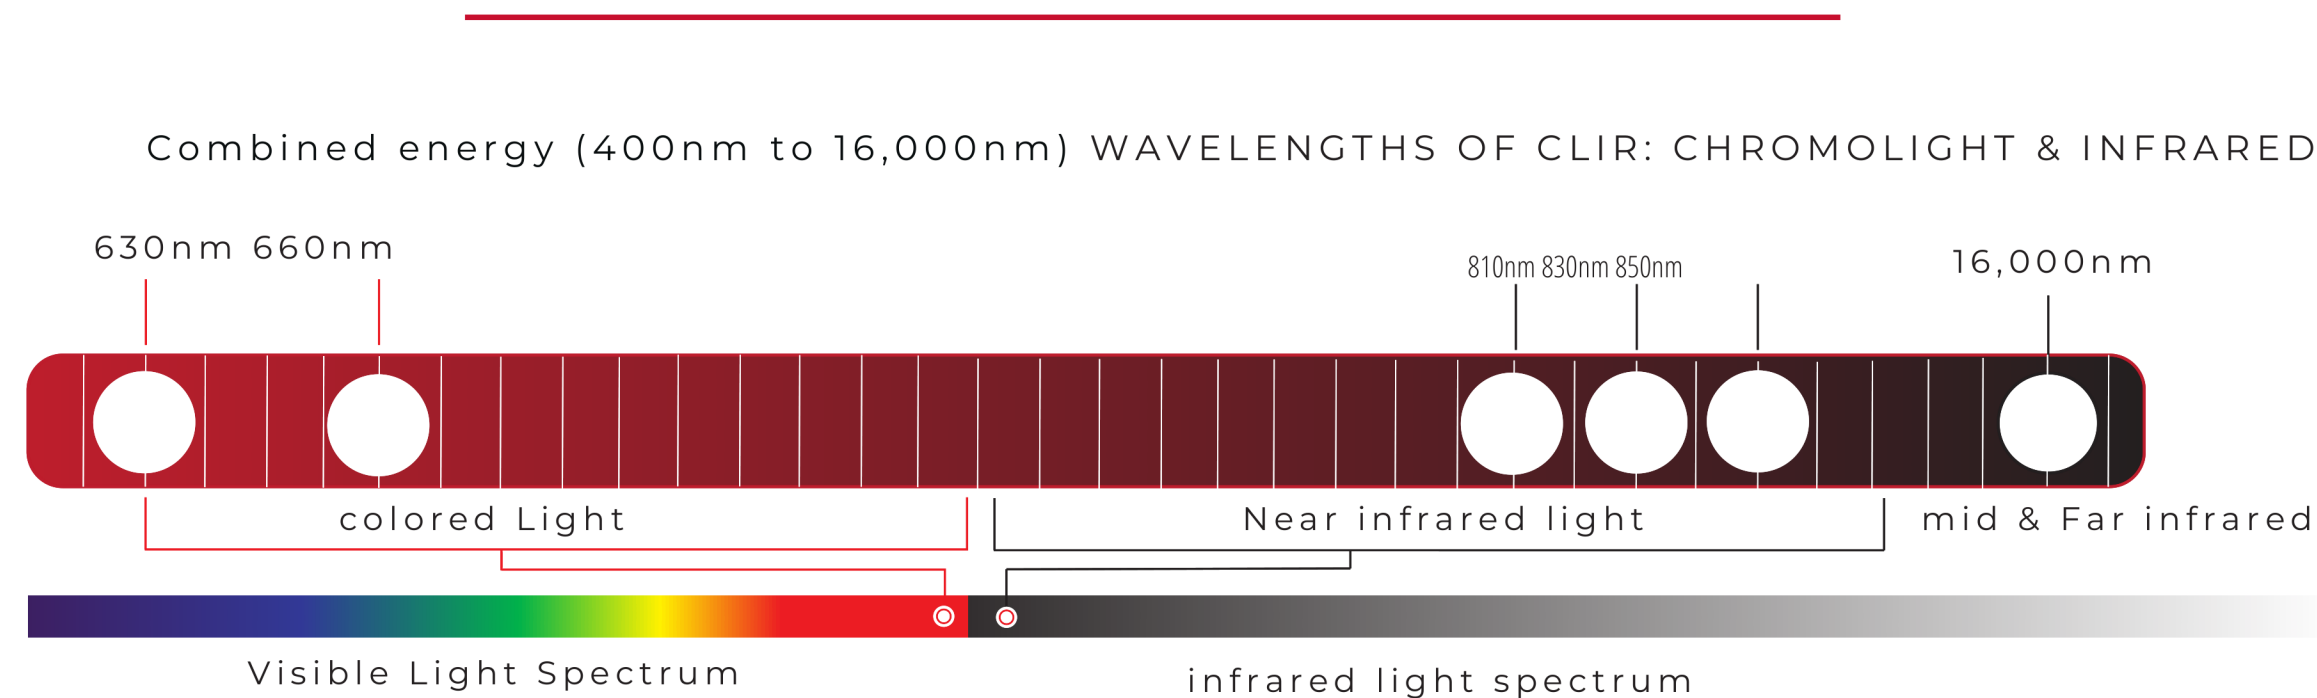 Combined energy (400nm to 16,000nm) WAVELENGTHS OF CLIR: CHROMOLIGHT & INFRARED
630nm 660nm
810nm 830nm 850nm
16,000nm
colored Light
Near infrared light
mid & Far infrared
Visible Light Spectrum
infrared light spectrum